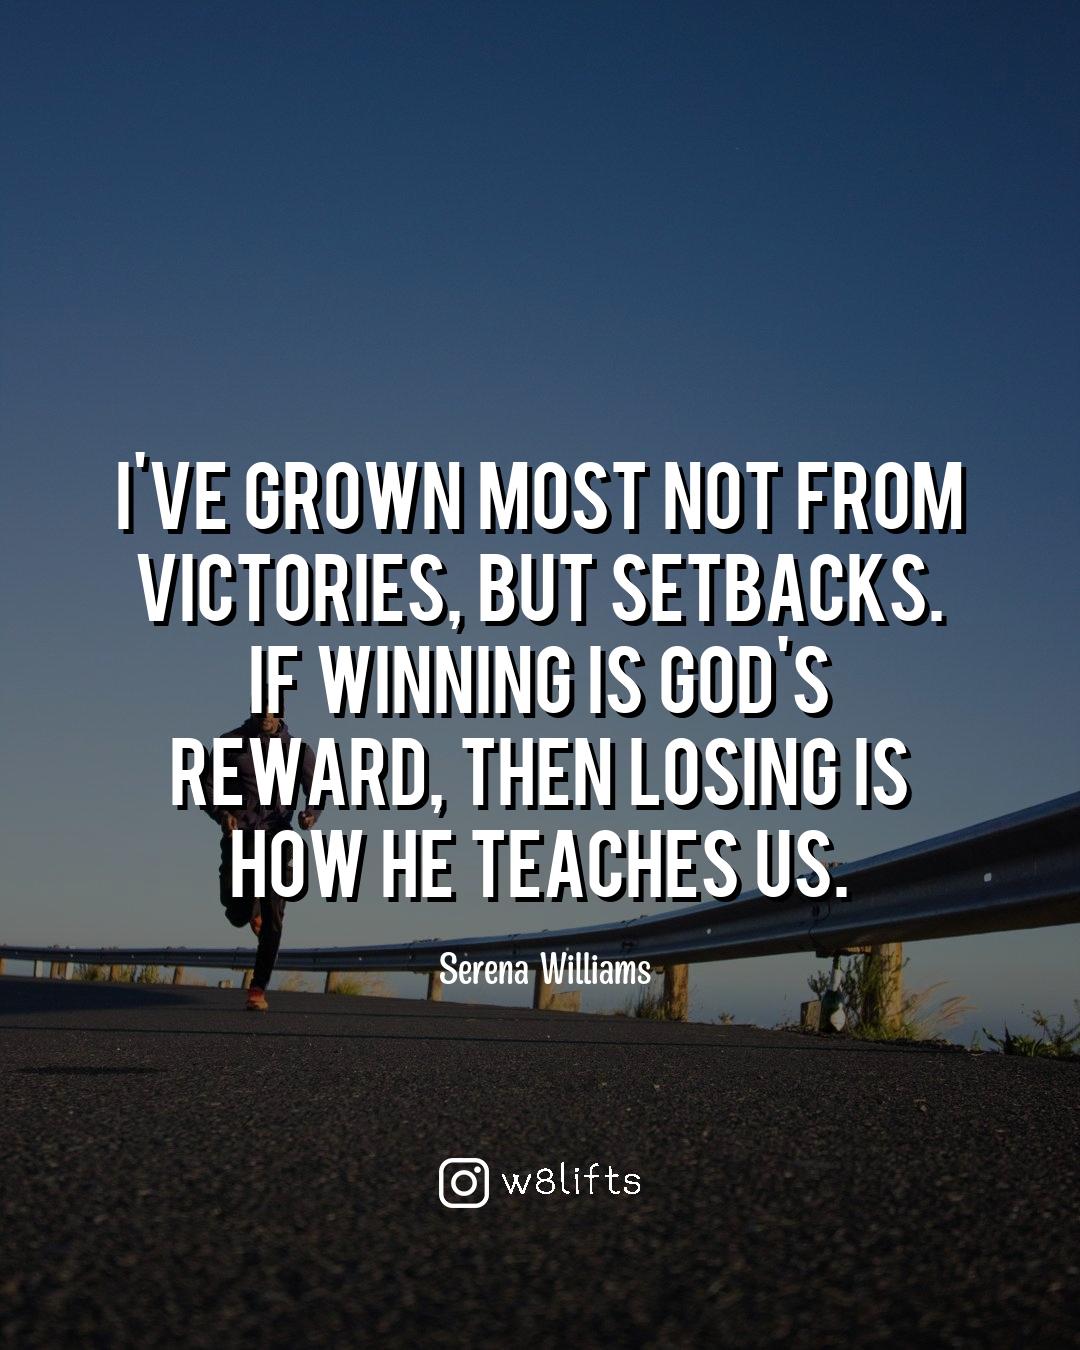 I'VE GROWN MOST NOT FROM
VICTORIES, BUT SETBACKS.
IF WINNING IS GOD'S
REWARD, THEN LOSING IS
HOW HE TEACHES US.
Serena Williams
w8lifts